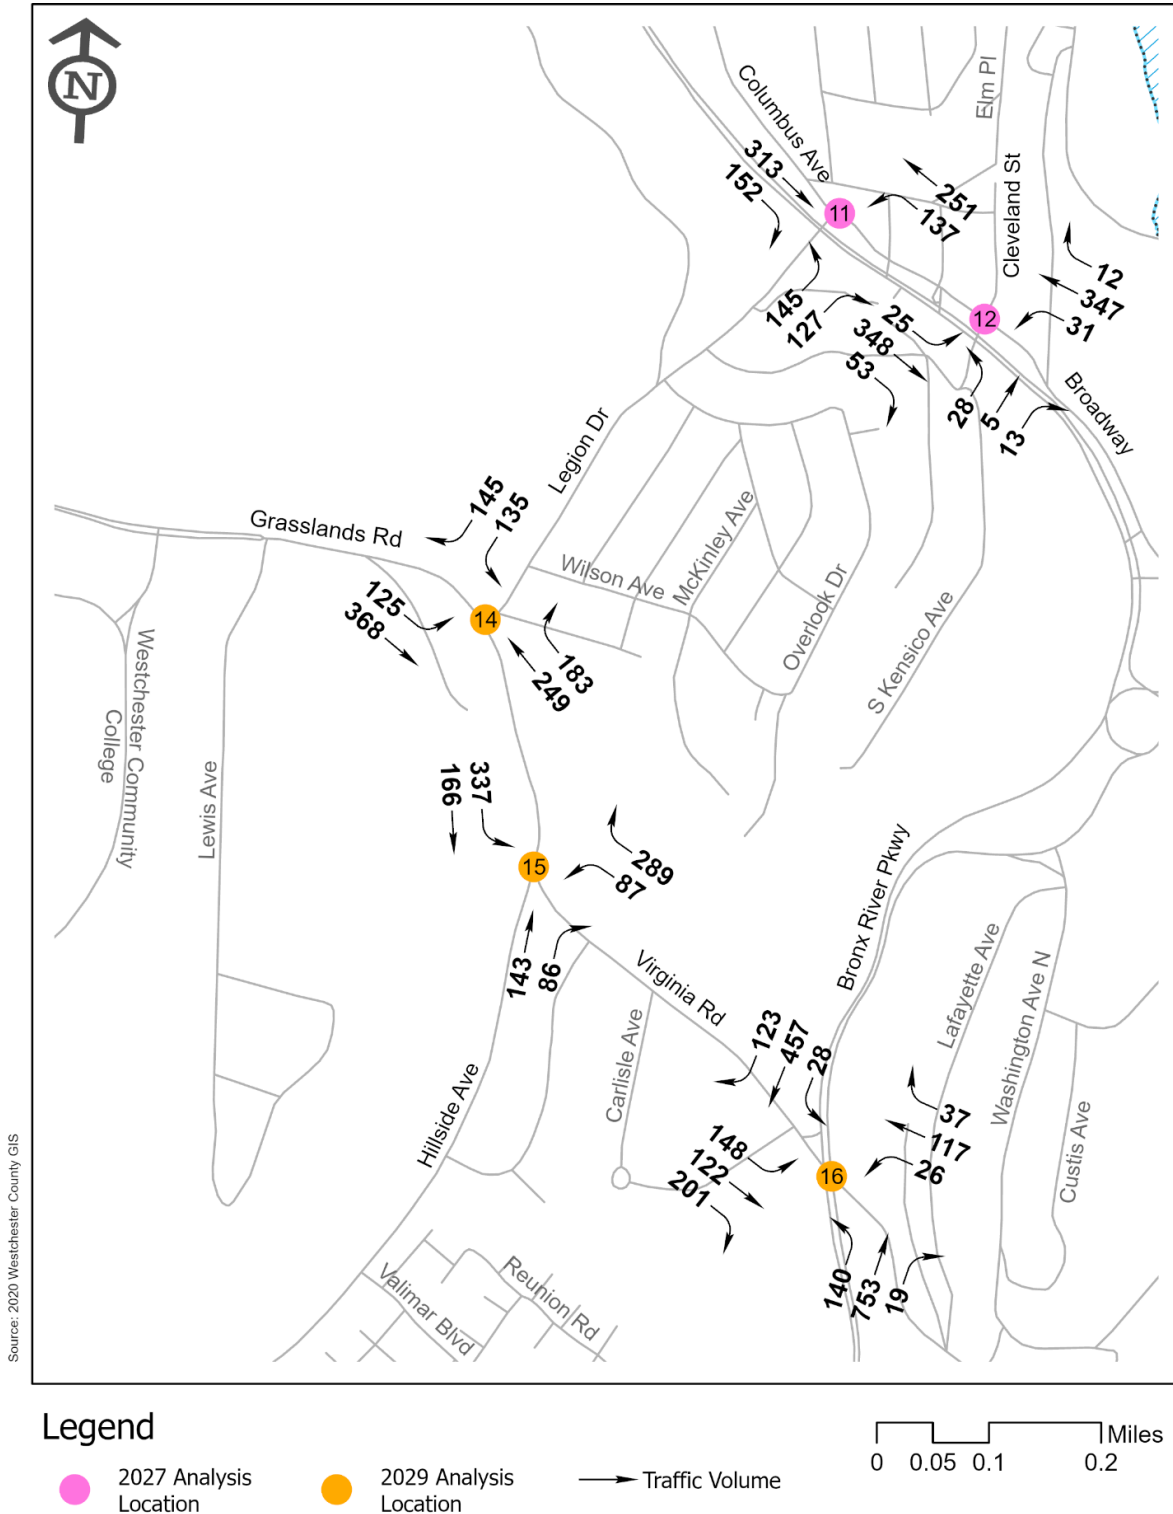 N
Columbus Ave
Elm Pl
Cleveland St
313
152
251
137
11
12
347
31
145
127
25
348
53
12
28
5
13
Broadway
Legion Dr
145
135
Grasslands Rd
Wilson Ave
McKinley Ave
Overlook Dr
S Kensico Ave
125
368
14
183
249
Westchester Community
College
Lewis Ave
337
166
15
289
87
143
86
Virginia Rd
Bronx River Pkwy
Lafayette Ave
Washington Ave N
Custis Ave
Carlisle Ave
Hillside Ave
123
457
28
37
117
26
148
122
201
16
140
753
19
Valimar Blvd
Reunion Rd
Source: 2020 Westchester County GIS
Legend
2027 Analysis
Location
2029 Analysis
Location
Traffic Volume
Miles
0 0.05 0.1 0.2